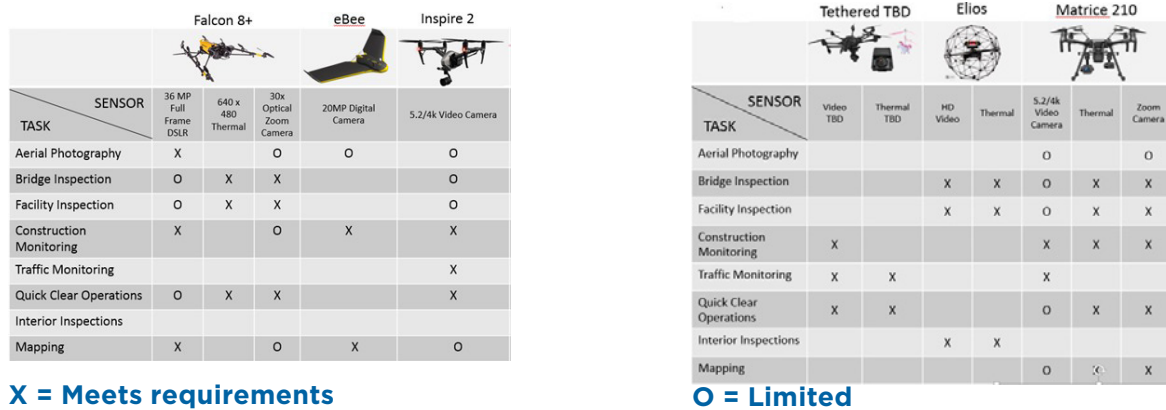 Falcon 8+ eBee Inspire 2
SENSOR
TASK
36 MP
Full
Frame
DSLR
640 x
480
Thermal
30x
Optical
Zoom
Camera
20MP Digital
Camera
5.2/4k Video Camera
Aerial Photography X O O O
Bridge Inspection O X X O
Facility Inspection O X X O
Construction
Monitoring X O X X
Traffic Monitoring X
Quick Clear Operations O X X X
Interior Inspections
Mapping X O X O
X = Meets requirements
Tethered TBD Elios Matrice 210
SENSOR
TASK
Video
TBD
Thermal
TBD
HD
Video
Thermal
5.2/4k
Video
Camera
Thermal
Zoom
Camera
Aerial Photography O O
Bridge Inspection X X O X X
Facility Inspection X X O X X
Construction
Monitoring X X X X
Traffic Monitoring X X X
Quick Clear
Operations X X O X X
Interior Inspections X X
Mapping O X X
O = Limited